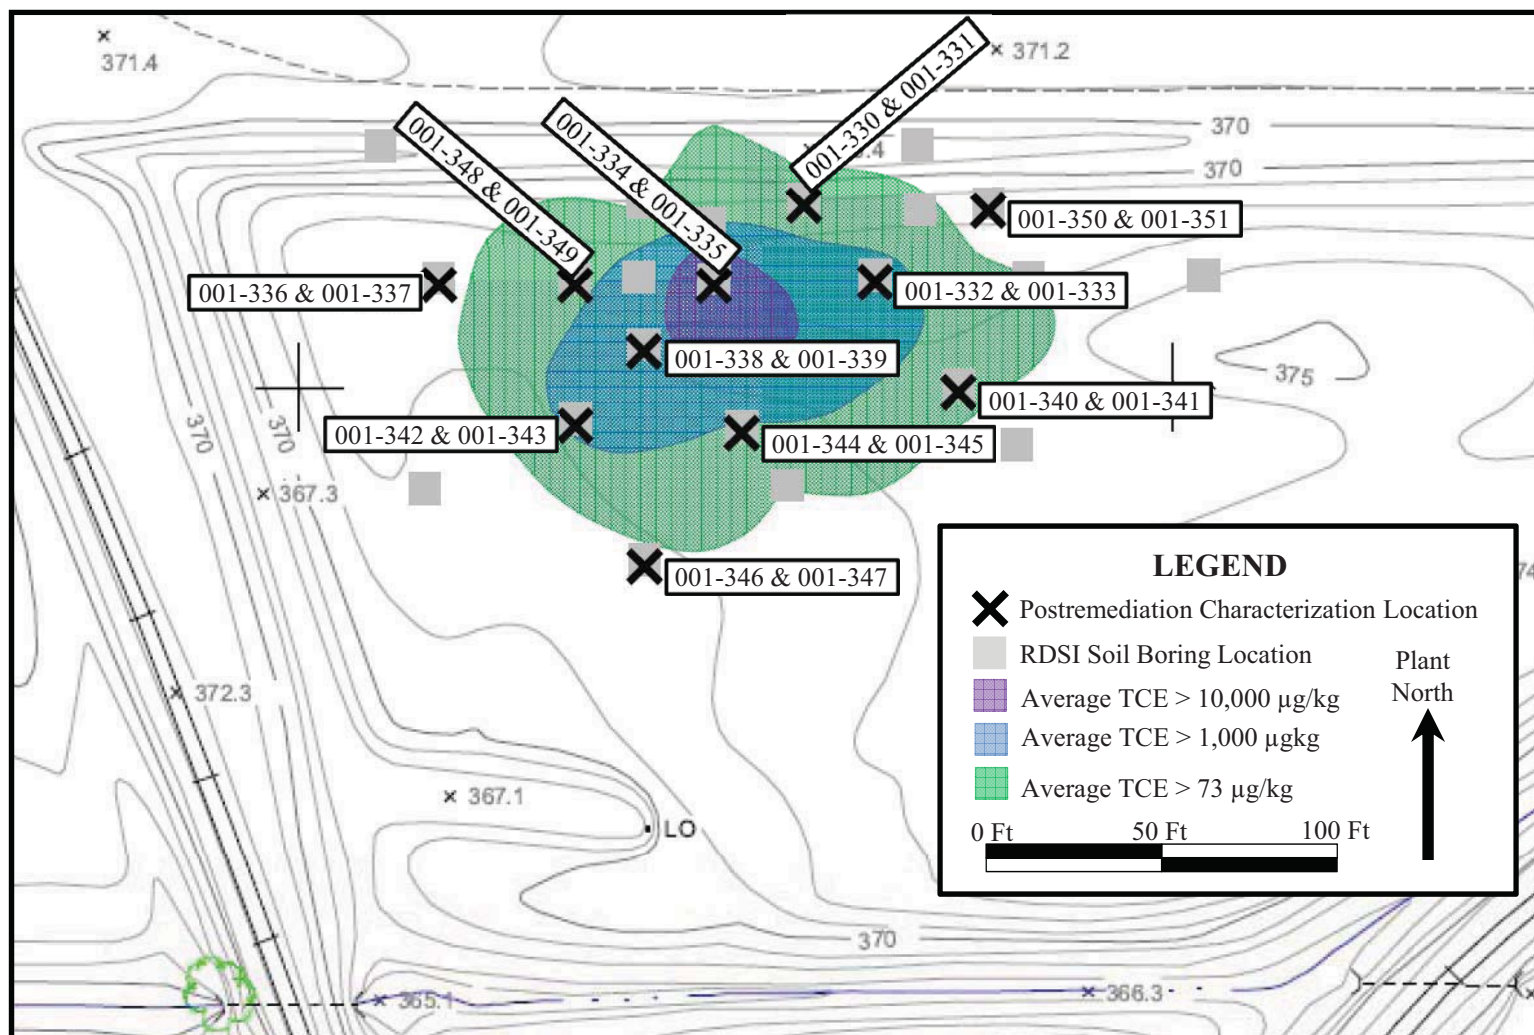 371.4
371.2
001-330 & 001-331
370
370
001-348 & 001-349
001-334 & 001-335
001-350 & 001-351
001-336 & 001-337
001-332 & 001-333
001-338 & 001-339
375
001-340 & 001-341
370
370
001-342 & 001-343
001-344 & 001-345
367.3
001-346 & 001-347
LEGEND
Postremediation Characterization Location
RDSI Soil Boring Location
Average TCE > 10,000 µg/kg
Average TCE > 1,000 µgkg
Average TCE > 73 µg/kg
Plant
North
0 Ft 50 Ft 100 Ft
372.3
367.1
LO
370
365.1
366.3